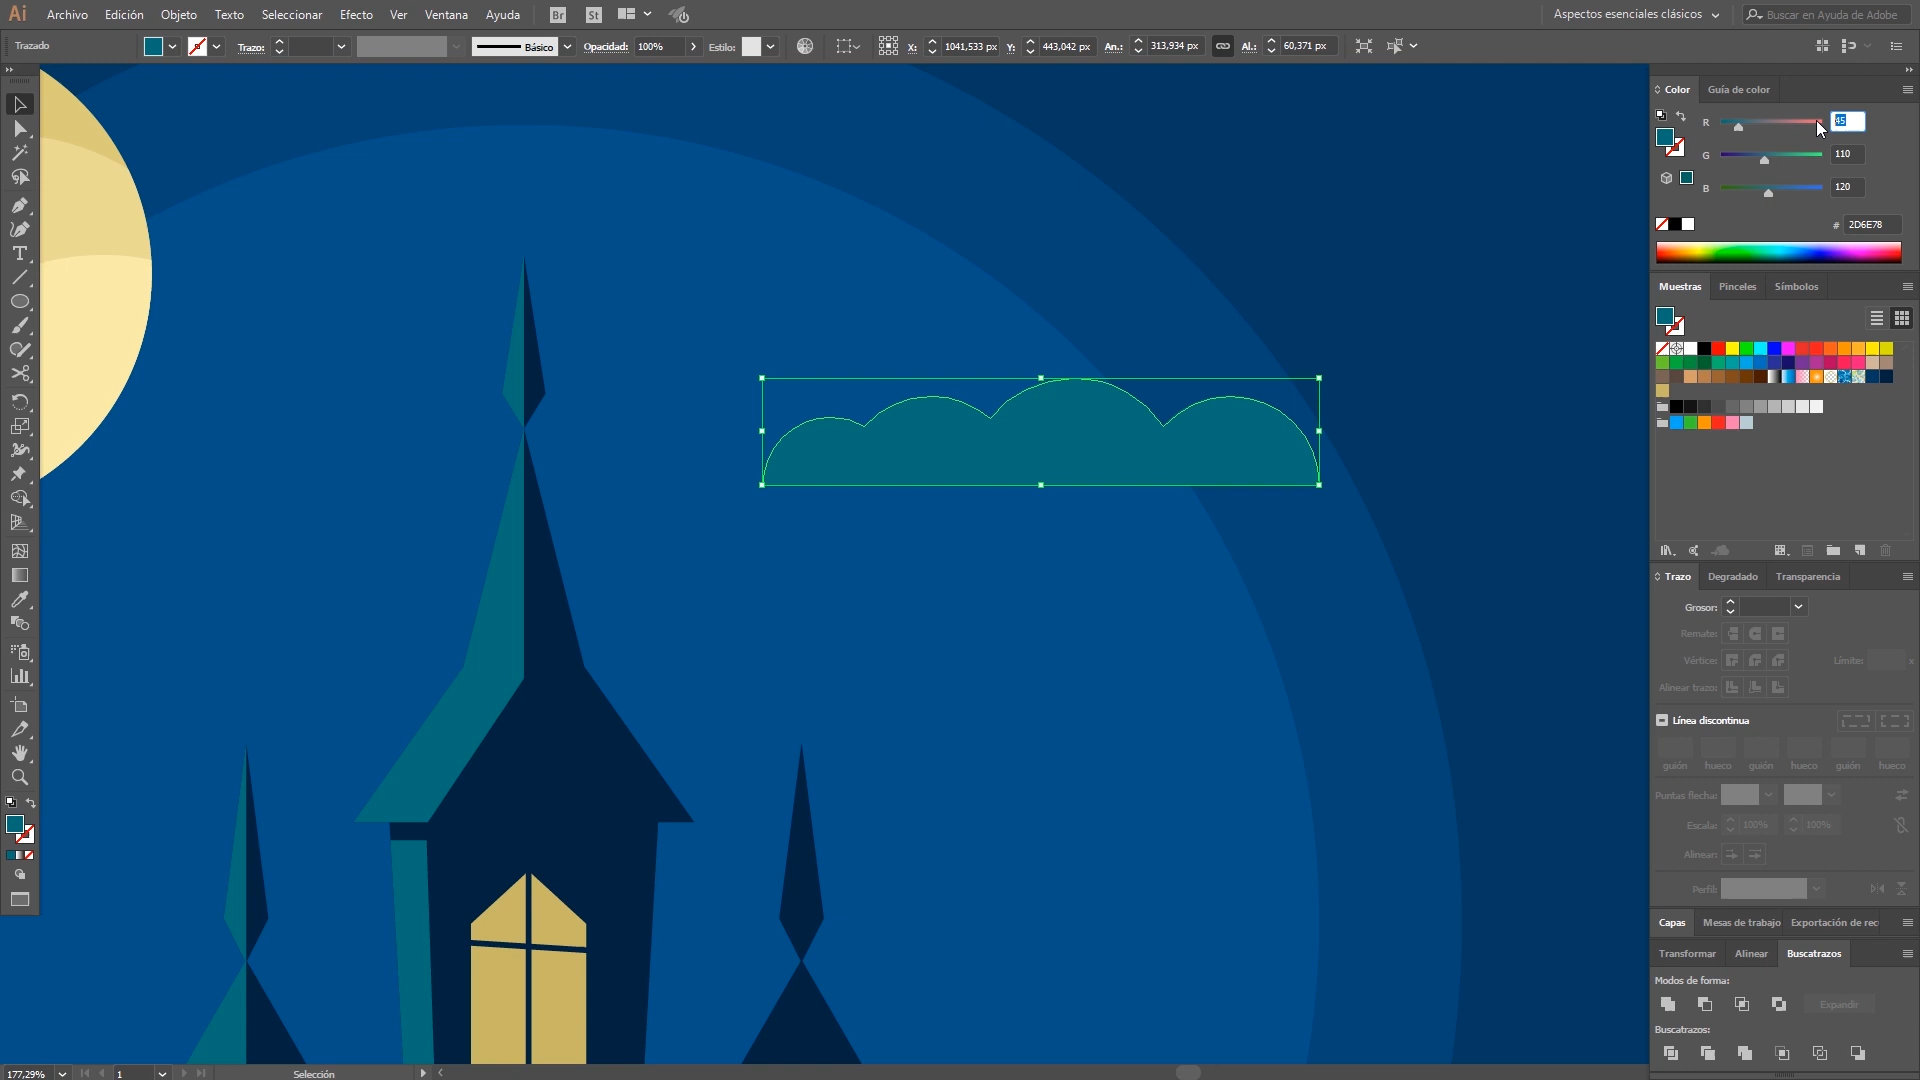 Ai Archivo Edición Objeto Texto Seleccionar Efecto Ver Ventana Ayuda Br St Aspectos esenciales clásicos Buscar en Ayuda de Adobe
Trazado Trazo: Básico Opacidad: 100% Estilo: X: 1041,533 px Y: 443,042 px An.: 313,934 px Al.: 60,371 px
Color Guía de color
R 45
G 110
B 120
# 2D6E78
Muestras Pinceles Símbolos
Trazo Degradado Transparencia
Grosor:
Remate:
Vértice: Límite: x
Alinear trazo:
Línea discontinua
guión hueco guión hueco guión hueco
Puntas flecha:
Escala: 100% 100%
Alinear:
Perfil:
Capas Mesas de trabajo Exportación de rec
Transformar Alinear Buscatrazos
Modos de forma:
Expandir
Buscatrazos:
177,29% 1 Selección